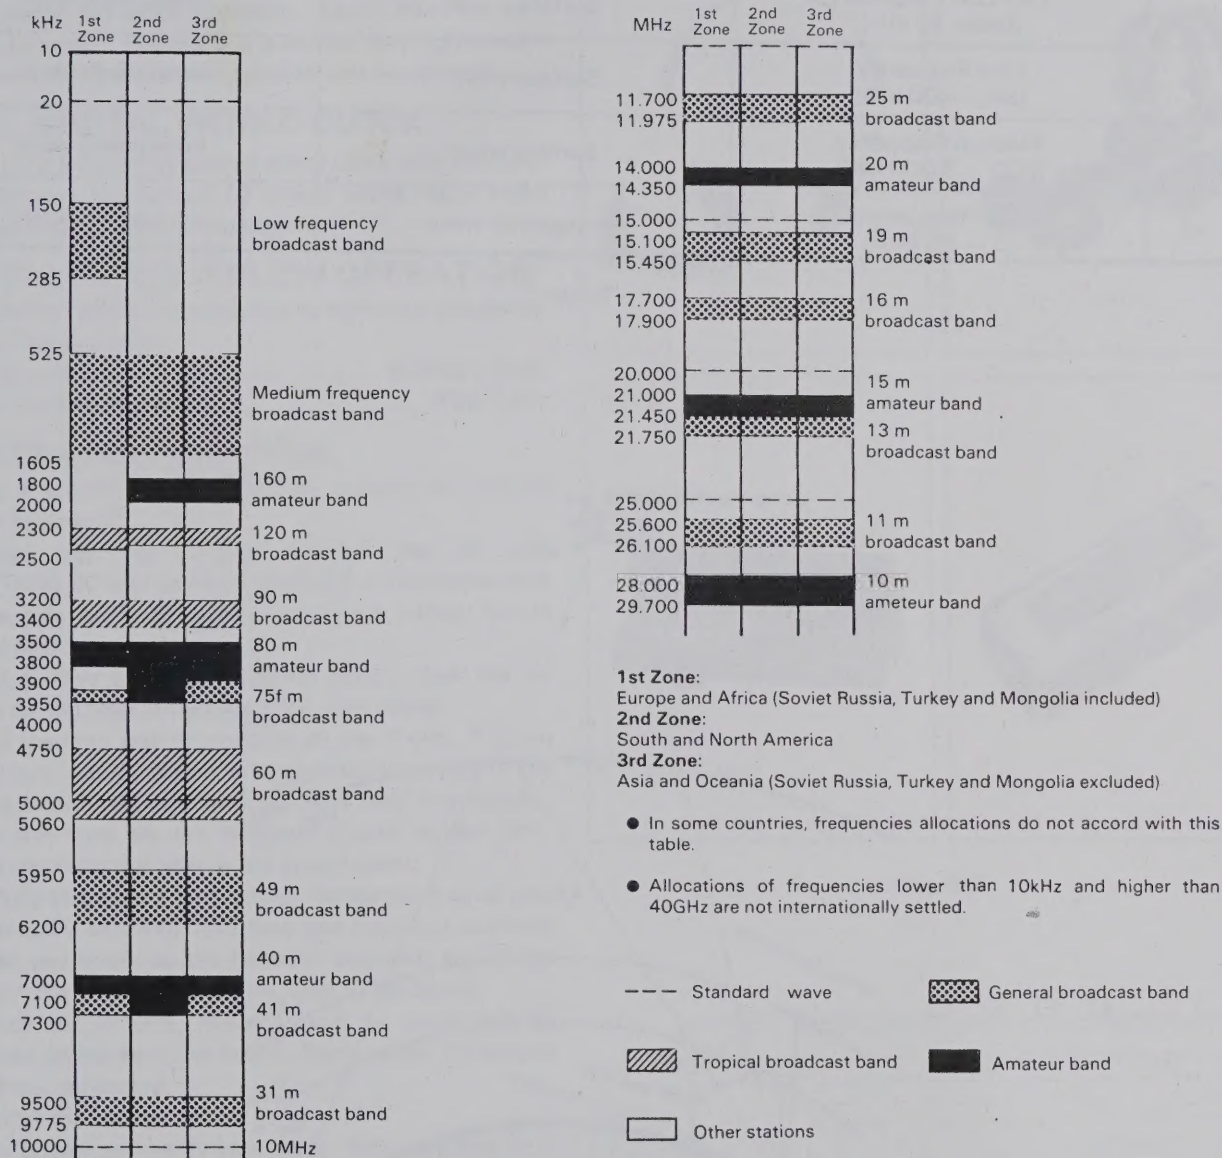 kHz 1st 2nd 3rd
Zone Zone Zone
10
20
150
Low frequency
broadcast band
285
525
Medium frequency
broadcast band
1605
1800 160 m
2000 amateur band
2300 120 m
2500 broadcast band
3200 90 m
3400 broadcast band
3500 80 m
3800 amateur band
3900
3950 75f m
4000 broadcast band
4750
60 m
broadcast band
5000
5060
5950
49 m
broadcast band
6200
40 m
7000 amateur band
7100 41 m
7300 broadcast band
31 m
9500 broadcast band
9775
10000 10MHz
MHz 1st 2nd 3rd
Zone Zone Zone
11.700 25 m
11.975 broadcast band
14.000 20 m
14.350 amateur band
15.000
15.100 19 m
15.450 broadcast band
17.700 16 m
17.900 broadcast band
20.000
21.000 15 m
21.450 amateur band
21.750 13 m
broadcast band
25.000
25.600 11 m
26.100 broadcast band
28.000 10 m
29.700 ameteur band
1st Zone:
Europe and Africa (Soviet Russia, Turkey and Mongolia included)
2nd Zone:
South and North America
3rd Zone:
Asia and Oceania (Soviet Russia, Turkey and Mongolia excluded)
● In some countries, frequencies allocations do not accord with this
table.
● Allocations of frequencies lower than 10kHz and higher than
40GHz are not internationally settled.
Standard wave General broadcast band
Tropical broadcast band Amateur band
Other stations